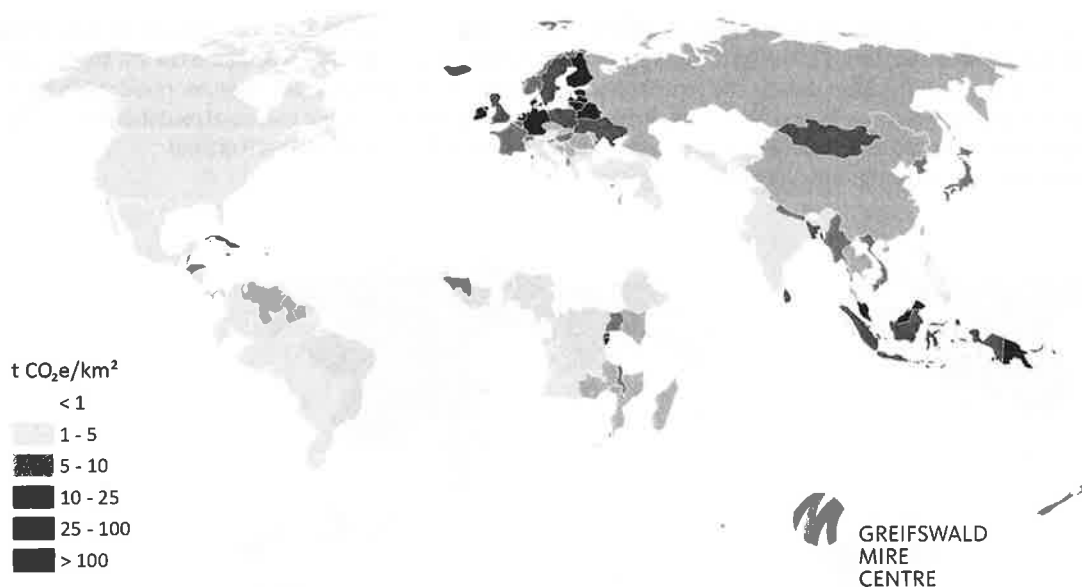 t CO₂e/km²
< 1
1 - 5
5 - 10
10 - 25
25 - 100
> 100
GREIFSWALD
MIRE
CENTRE